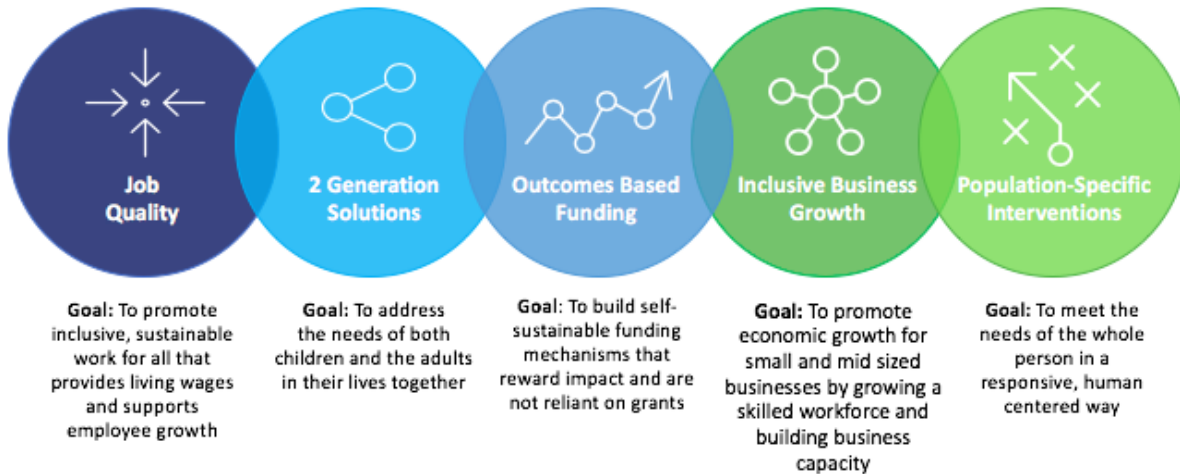 Job
Quality
2 Generation
Solutions
Outcomes Based
Funding
Inclusive Business
Growth
Population-Specific
Interventions
Goal: To promote
inclusive, sustainable
work for all that
provides living wages
and supports
employee growth
Goal: To address
the needs of both
children and the adults
in their lives together
Goal: To build self-
sustainable funding
mechanisms that
reward impact and are
not reliant on grants
Goal: To promote
economic growth for
small and mid sized
businesses by growing a
skilled workforce and
building business
capacity
Goal: To meet the
needs of the whole
person in a
responsive, human
centered way